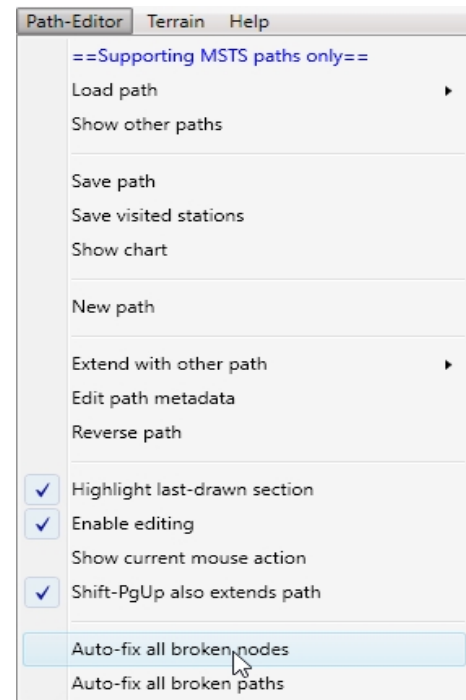 Path-Editor Terrain Help
==Supporting MSTS paths only==
Load path
Show other paths
Save path
Save visited stations
Show chart
New path
Extend with other path
Edit path metadata
Reverse path
Highlight last-drawn section
Enable editing
Show current mouse action
Shift-PgUp also extends path
Auto-fix all broken nodes
Auto-fix all broken paths